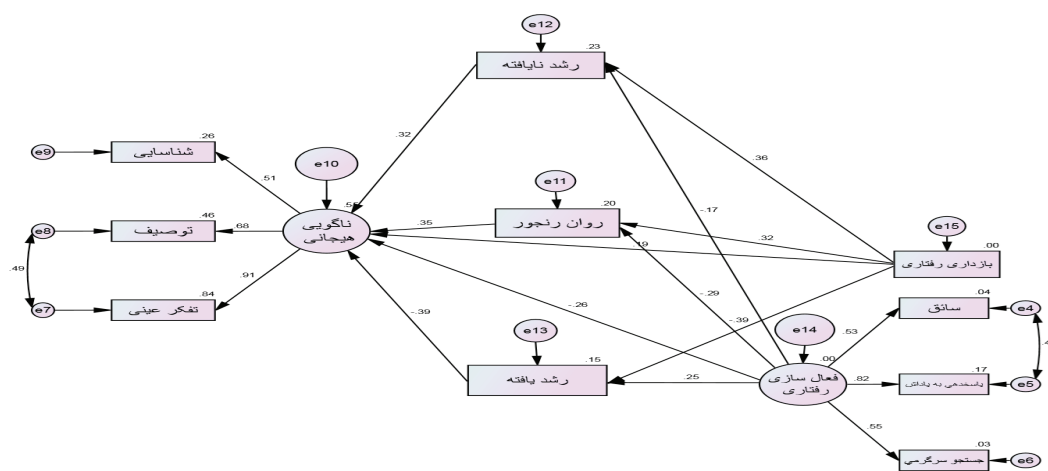 e12
.23
رشد نایافته
.32
.36
.26
e9
شناسایی
e10
e11
.51
.20
-.17
e15
.46
ناگویی
هیجانی
.35
روان رنجور
.00
e8
توصیف
.68
.19
.32
بازداری رفتاری
.49
.91
.04
.84
-.26
-.29
-.39
سائق
e4
e7
تفکر عینی
-.39
e13
e14
.53
.15
.00
.17
رشد یافته
.25
فعال سازی
رفتاری
.82
پاسخدهي به پاداش
e5
.55
.03
جستجو سرگرمي
e6